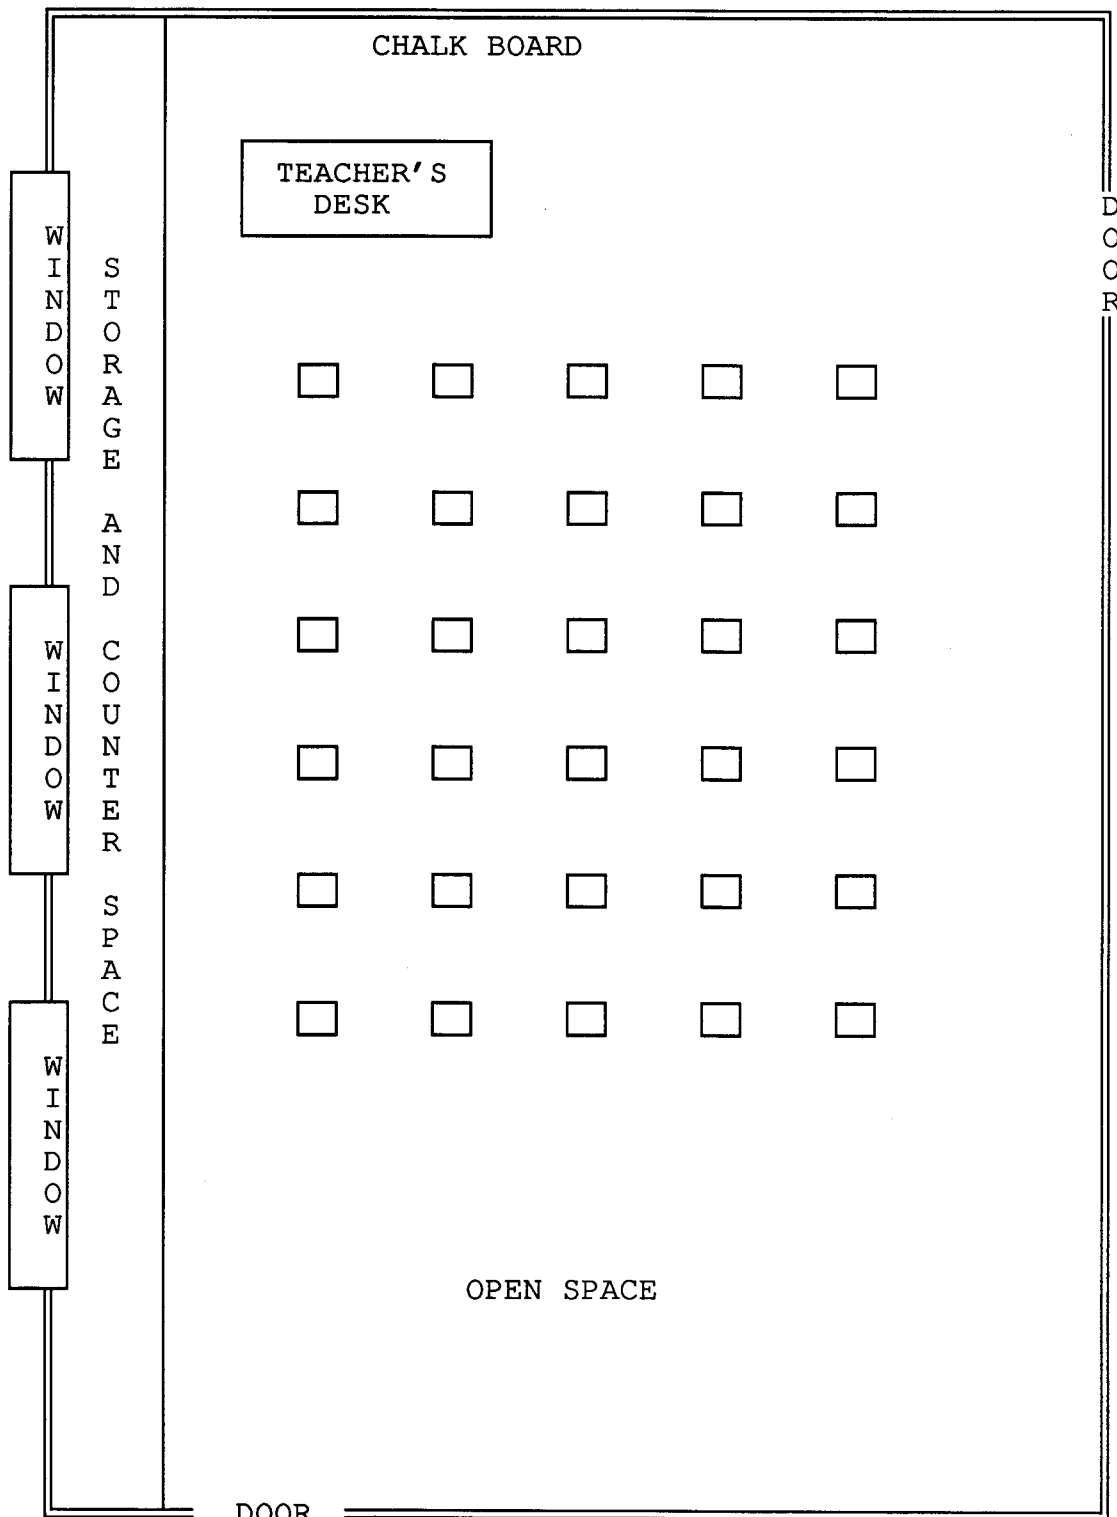 CHALK BOARD
TEACHER'S
DESK
DOOR
WINDOW
STORAGE AND COUNTER SPACE
WINDOW
WINDOW
OPEN SPACE
DOOR